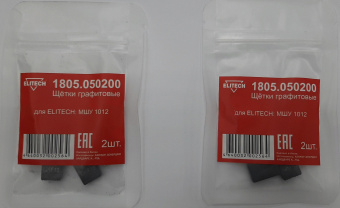 ELITECH
1805.050200
Щётки графитовые
для ELITECH: МШУ 1012
EAC
2шт.
ELITECH
1805.050200
Щётки графитовые
для ELITECH: МШУ 1012
EAC
2шт.